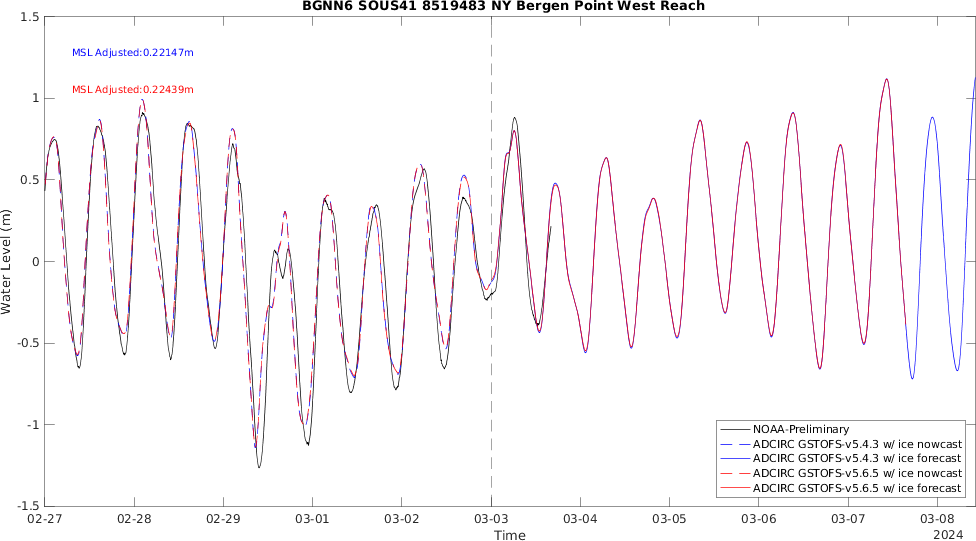 BGNN6 SOUS41 8519483 NY Bergen Point West Reach
1.5
MSL Adjusted:0.22147m
MSL Adjusted:0.22439m
1
0.5
0
-0.5
-1
-1.5
Water Level (m)
NOAA-Preliminary
ADCIRC GSTOFS-v5.4.3 w/ ice nowcast
ADCIRC GSTOFS-v5.4.3 w/ ice forecast
ADCIRC GSTOFS-v5.6.5 w/ ice nowcast
ADCIRC GSTOFS-v5.6.5 w/ ice forecast
02-27 02-28 02-29 03-01 03-02 03-03 03-04 03-05 03-06 03-07 03-08
Time 2024